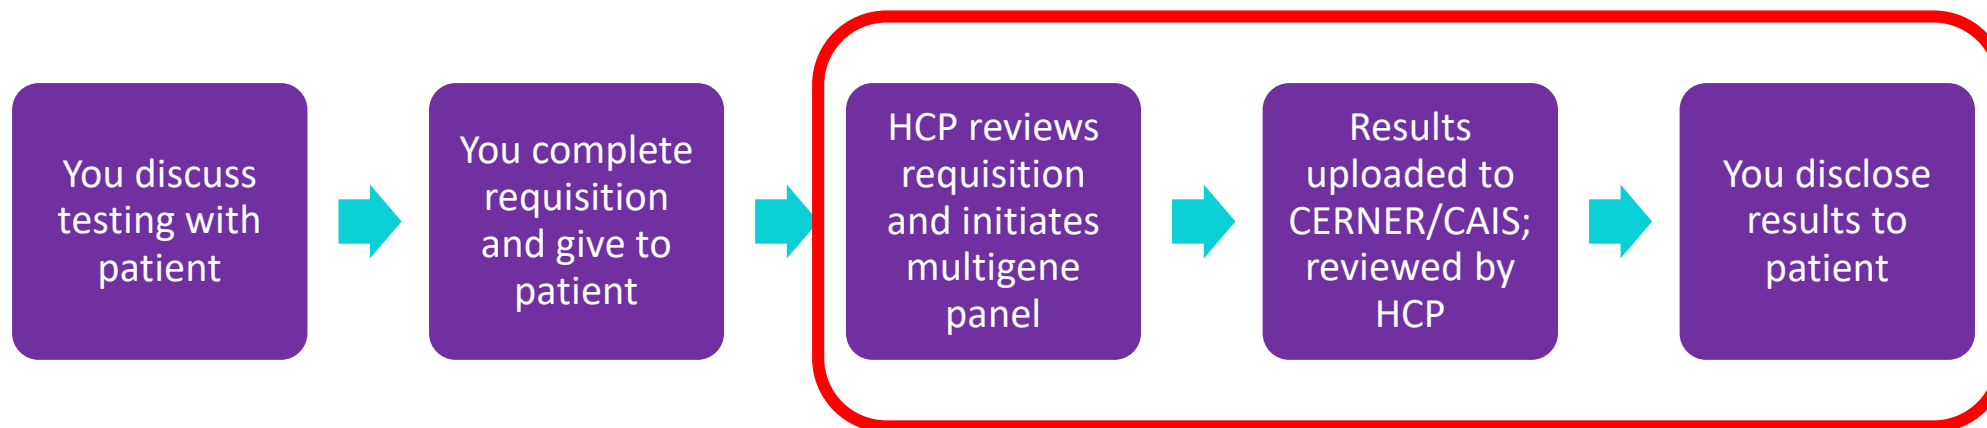 You discuss
testing with
patient
You complete
requisition
and give to
patient
HCP reviews
requisition
and initiates
multigene
panel
Results
uploaded to
CERNER/CAIS;
reviewed by
HCP
You disclose
results to
patient